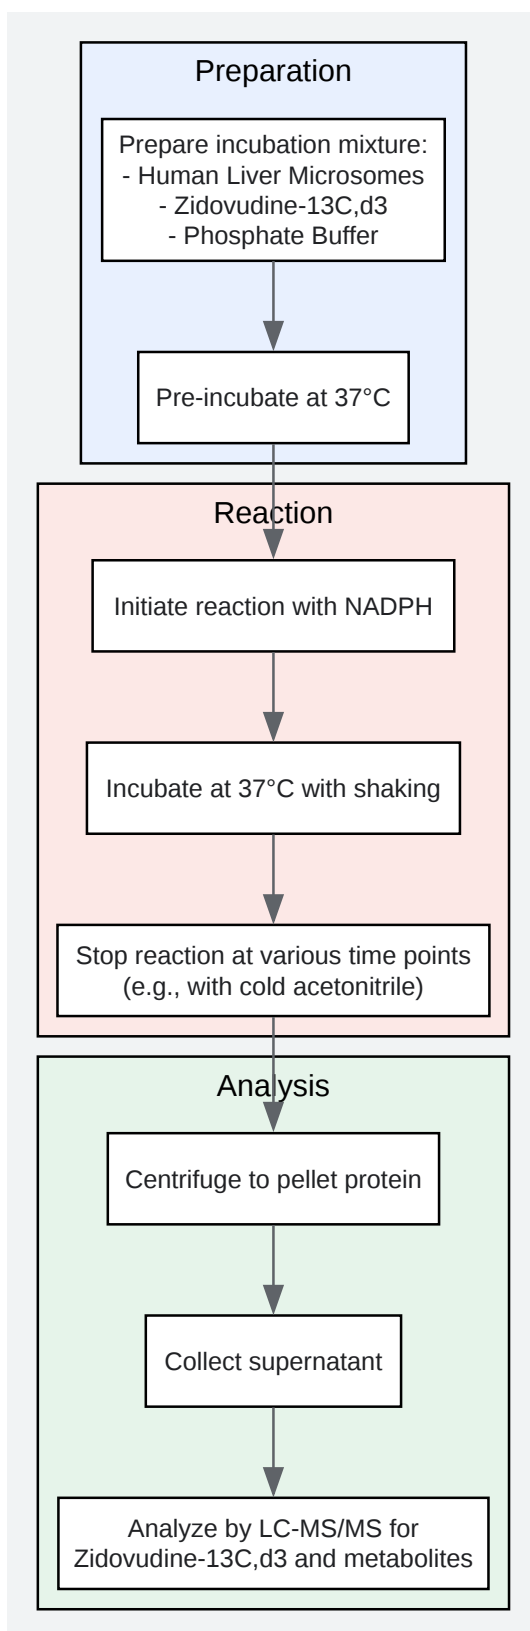 Preparation
Prepare incubation mixture:
- Human Liver Microsomes
- Zidovudine-13C,d3
- Phosphate Buffer
Pre-incubate at 37°C
Reaction
Initiate reaction with NADPH
Incubate at 37°C with shaking
Stop reaction at various time points
(e.g., with cold acetonitrile)
Analysis
Centrifuge to pellet protein
Collect supernatant
Analyze by LC-MS/MS for
Zidovudine-13C,d3 and metabolites